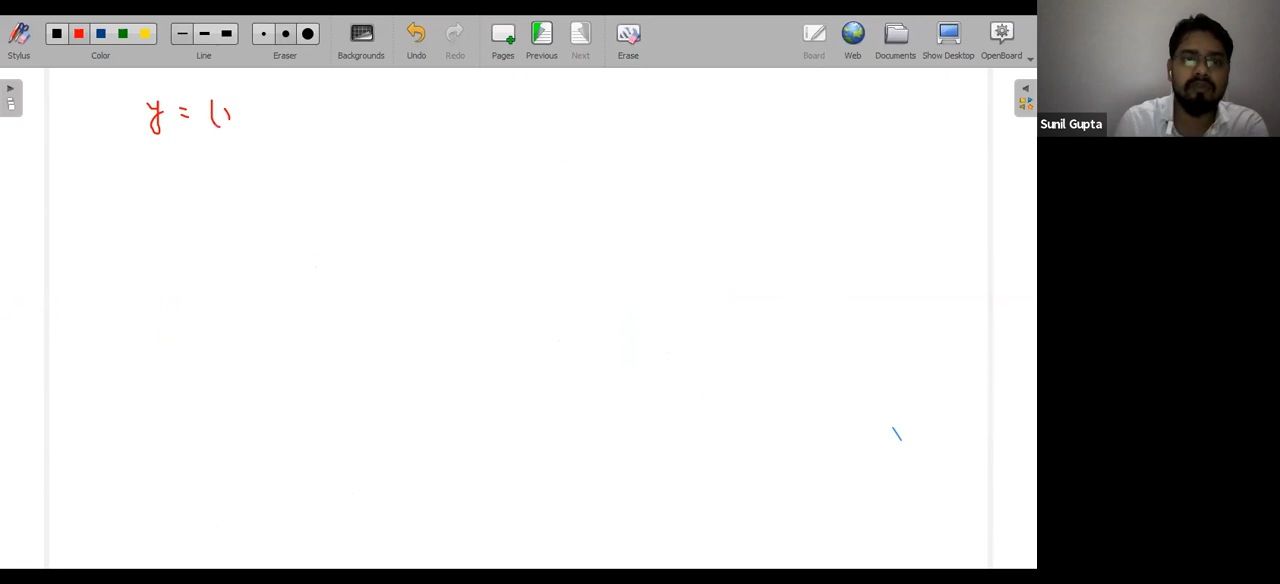 Stylus
Color
Line
Eraser
Backgrounds
Undo
Redo
Pages
Previous
Next
Erase
Board
Web
Documents
Show Desktop
OpenBoard
Sunil Gupta
y = (